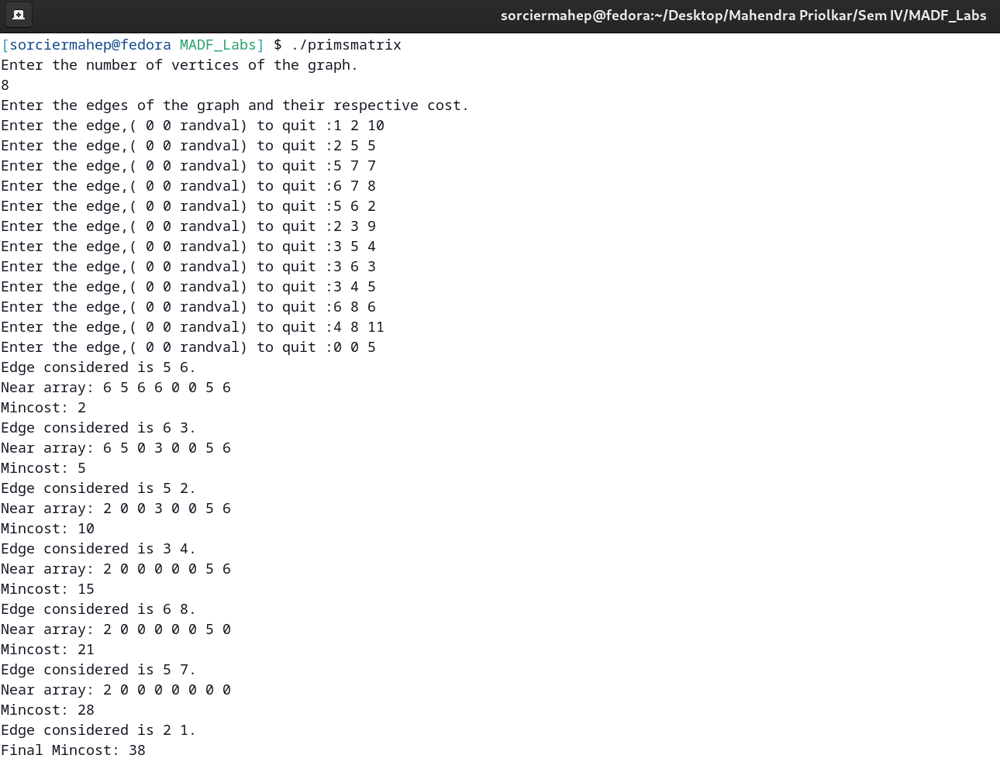 sorciermahep@fedora:~/Desktop/Mahendra Priolkar/Sem IV/MADF_Labs
[sorciermahep@fedora MADF_Labs] $ ./primsmatrix
Enter the number of vertices of the graph.
8
Enter the edges of the graph and their respective cost.
Enter the edge,( 0 0 randval) to quit :1 2 10
Enter the edge,( 0 0 randval) to quit :2 5 5
Enter the edge,( 0 0 randval) to quit :5 7 7
Enter the edge,( 0 0 randval) to quit :6 7 8
Enter the edge,( 0 0 randval) to quit :5 6 2
Enter the edge,( 0 0 randval) to quit :2 3 9
Enter the edge,( 0 0 randval) to quit :3 5 4
Enter the edge,( 0 0 randval) to quit :3 6 3
Enter the edge,( 0 0 randval) to quit :3 4 5
Enter the edge,( 0 0 randval) to quit :6 8 6
Enter the edge,( 0 0 randval) to quit :4 8 11
Enter the edge,( 0 0 randval) to quit :0 0 5
Edge considered is 5 6.
Near array: 6 5 6 6 0 0 5 6
Mincost: 2
Edge considered is 6 3.
Near array: 6 5 0 3 0 0 5 6
Mincost: 5
Edge considered is 5 2.
Near array: 2 0 0 3 0 0 5 6
Mincost: 10
Edge considered is 3 4.
Near array: 2 0 0 0 0 0 5 6
Mincost: 15
Edge considered is 6 8.
Near array: 2 0 0 0 0 0 5 0
Mincost: 21
Edge considered is 5 7.
Near array: 2 0 0 0 0 0 0 0
Mincost: 28
Edge considered is 2 1.
Final Mincost: 38